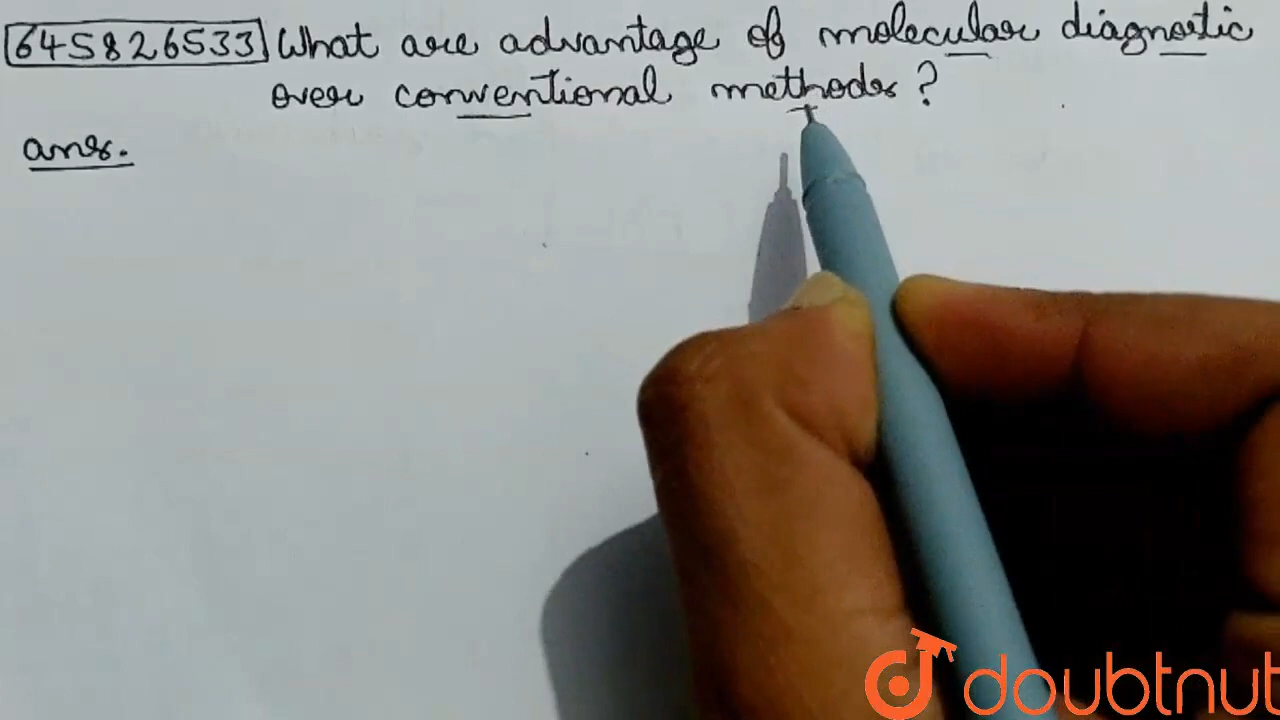 645826533 What are advantage of molecular diagnostic
over conventional methods?
ans.
doubtnut